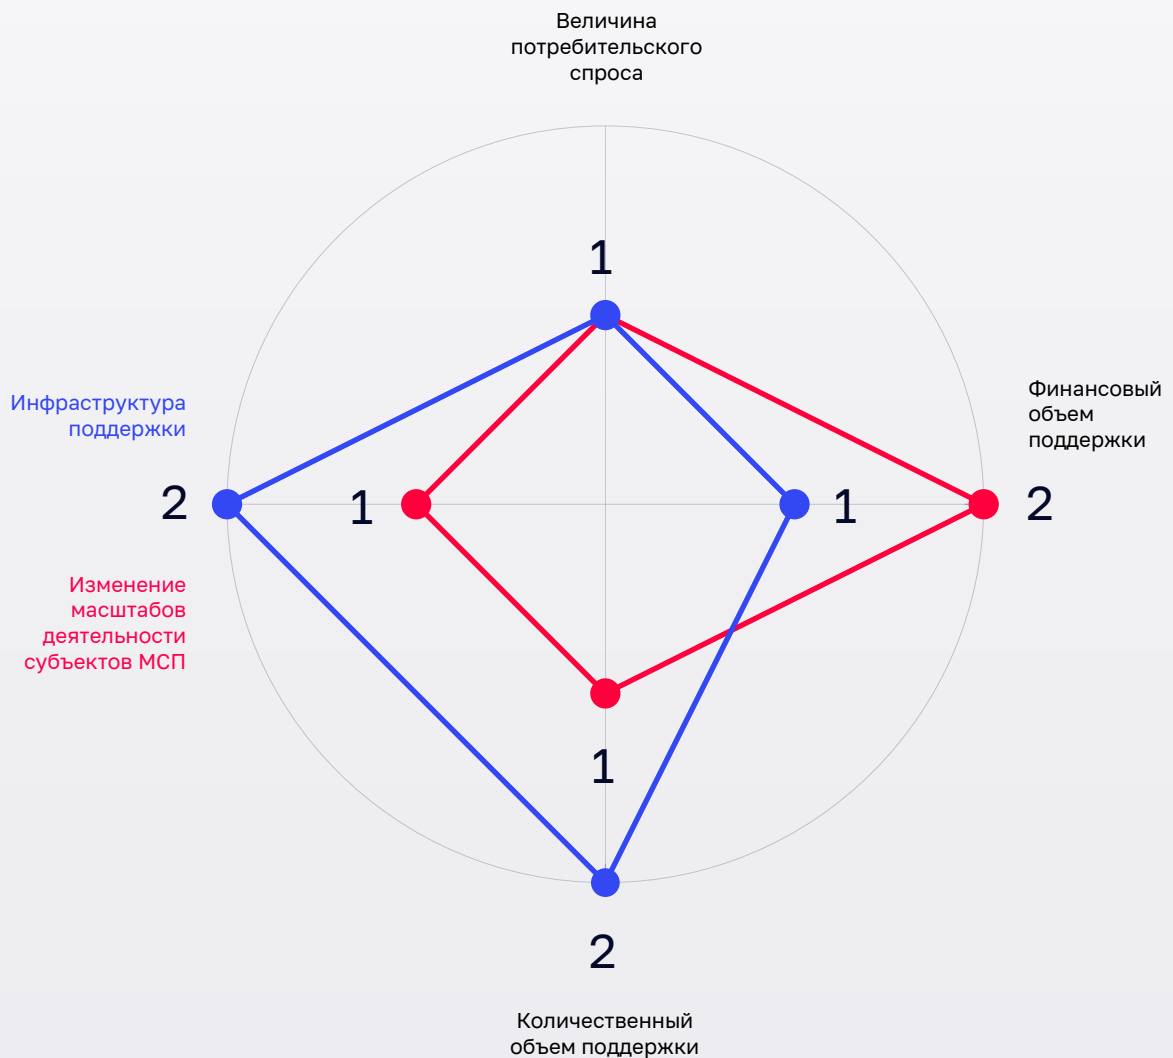 Величина
потребительского
спроса
1
Инфраструктура
поддержки
Финансовый
объем
поддержки
2
1
1
2
Изменение
масштабов
деятельности
субъектов МСП
1
2
Количественный
объем поддержки